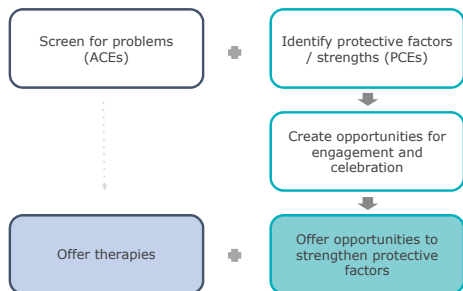 Screen for problems
(ACEs)
Identify protective factors
/ strengths (PCEs)
Create opportunities for
engagement and
celebration
Offer therapies
Offer opportunities to
strengthen protective
factors